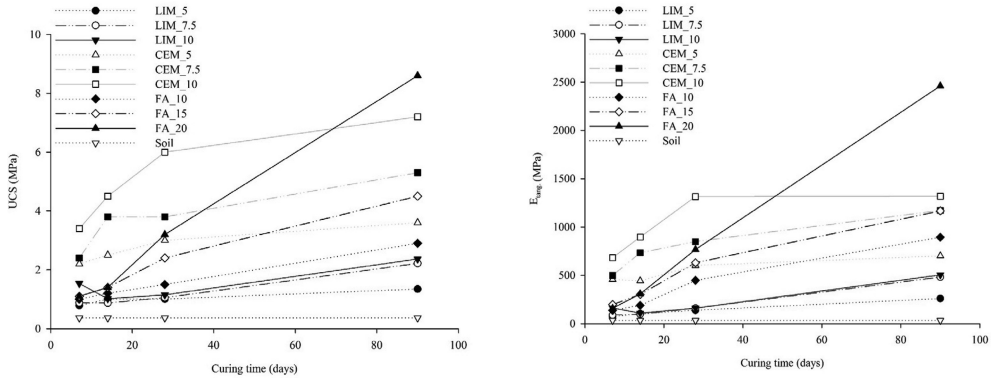 LIM_5
LIM_7.5
LIM_10
CEM_5
CEM_7.5
CEM_10
FA_10
FA_15
FA_20
Soil
10
8
6
4
2
0
UCS (MPa)
0 20 40 60 80 100
Curing time (days)
LIM_5
LIM_7.5
LIM_10
CEM_5
CEM_7.5
CEM_10
FA_10
FA_15
FA_20
Soil
3000
2500
2000
1500
1000
500
0
E tang. (MPa)
0 20 40 60 80 100
Curing time (days)